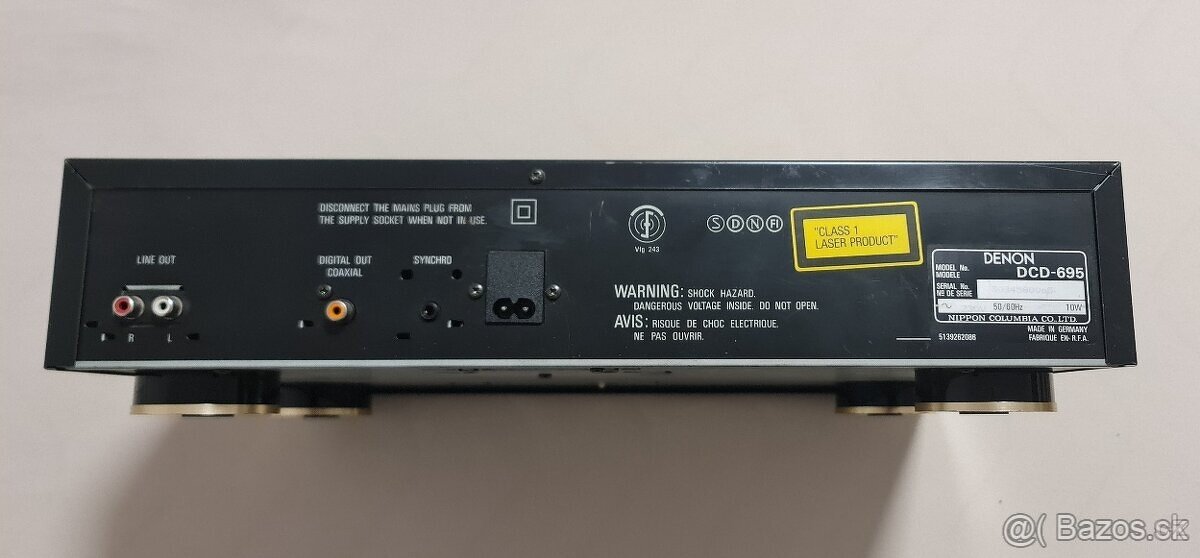 DISCONNECT THE MAINS PLUG FROM
THE SUPPLY SOCKET WHEN NOT IN USE.
LINE OUT
R L
DIGITAL OUT
COAXIAL
SYNCHRO
Vlg 243
S D N FI
"CLASS 1
LASER PRODUCT"
WARNING: SHOCK HAZARD.
DANGEROUS VOLTAGE INSIDE. DO NOT OPEN.
AVIS: RISQUE DE CHOC ELECTRIQUE.
NE PAS OUVRIR.
DENON
MODEL No.
MODELE
DCD-695
SERIAL No.
Nº DE SERIE
~ 50/60Hz 10W
NIPPON COLUMBIA CO., LTD.
MADE IN GERMANY
FABRIQUE EN- R.F.A.
5139262086
@( Bazos.sk